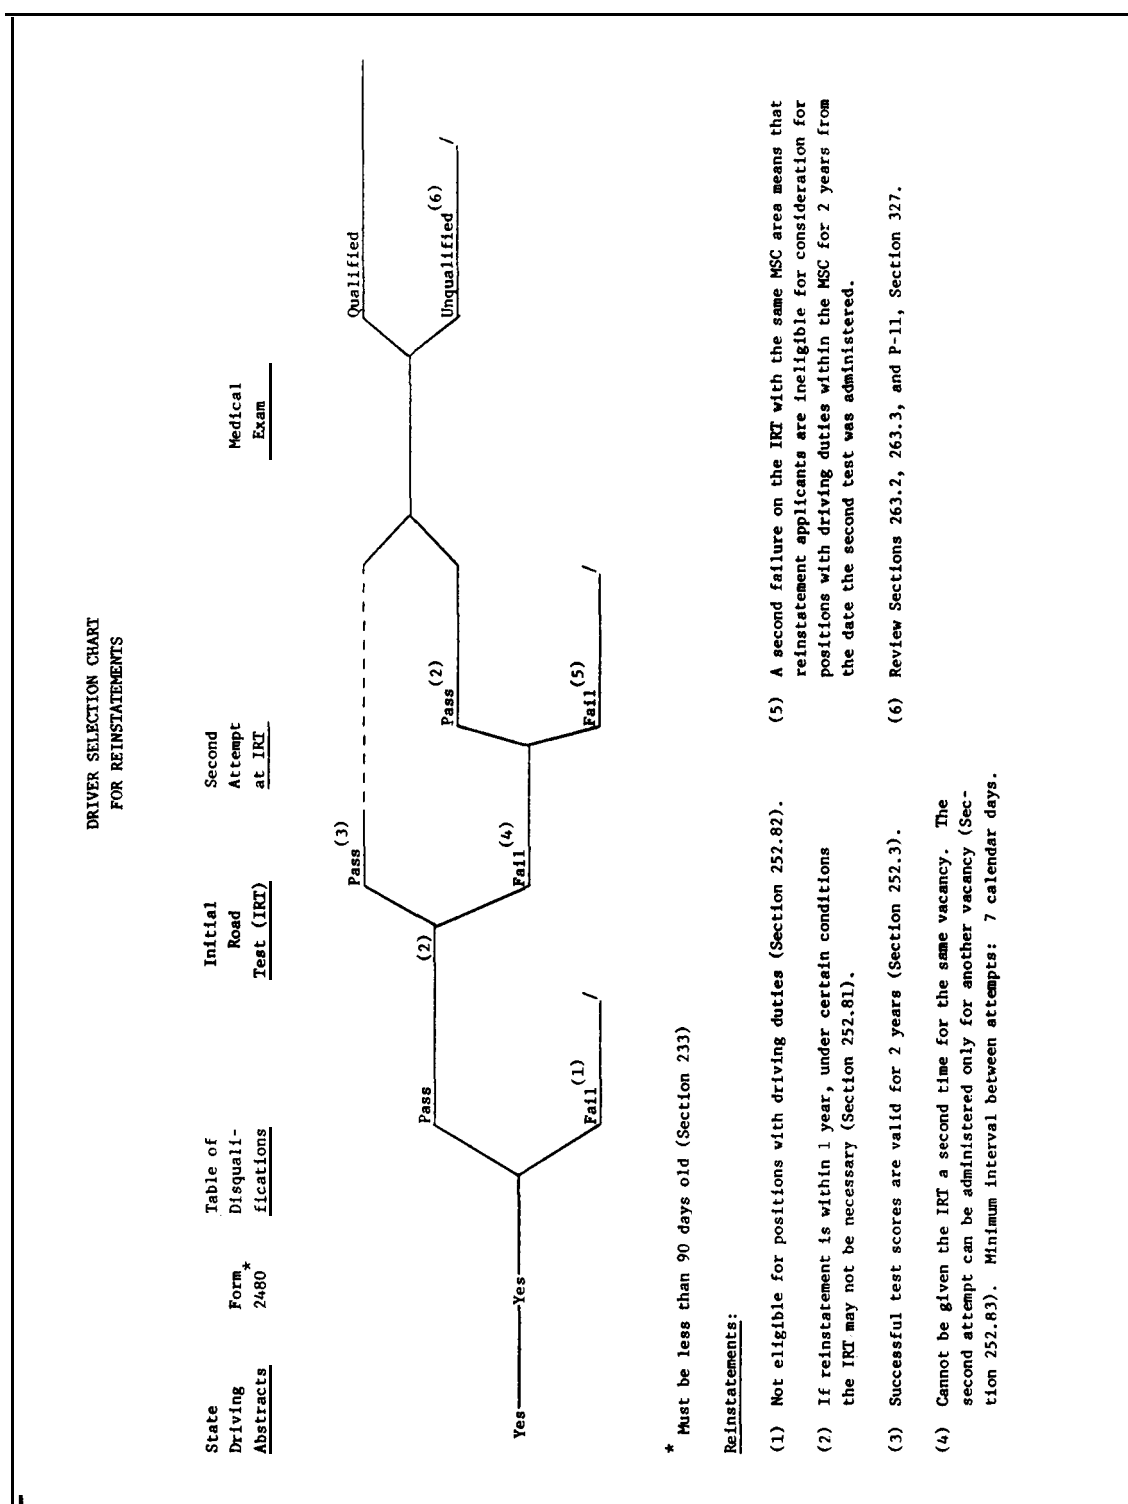 DRIVER SELECTION CHART
FOR REINSTATEMENTS
State
Driving
Abstracts
Form*
2480
Table of
Disquali-
fications
Initial
Road
Test (IRT)
Second
Attempt
at IRT
Medical
Exam
Yes
Yes
Pass
Fail(1)
(2)
Pass(3)
Fail(4)
Pass(2)
Fail(5)
Qualified
Unqualified(6)
* Must be less than 90 days old (Section 233)
Reinstatements:
(1) Not eligible for positions with driving duties (Section 252.82).
(2) If reinstatement is within 1 year, under certain conditions
the IRT may not be necessary (Section 252.81).
(3) Successful test scores are valid for 2 years (Section 252.3).
(4) Cannot be given the IRT a second time for the same vacancy. The
second attempt can be administered only for another vacancy (Sec-
tion 252.83). Minimum interval between attempts: 7 calendar days.
(5) A second failure on the IRT with the same MSC area means that
reinstatement applicants are ineligible for consideration for
positions with driving duties within the MSC for 2 years from
the date the second test was administered.
(6) Review Sections 263.2, 263.3, and P-11, Section 327.